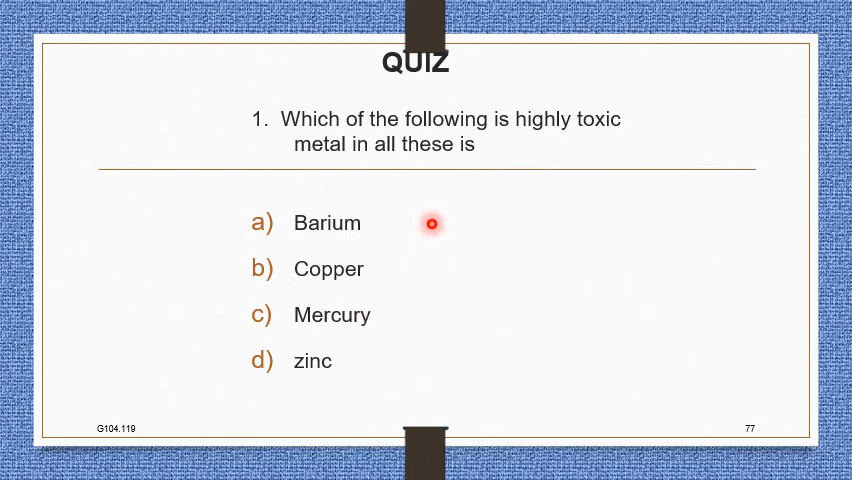 QUIZ
1. Which of the following is highly toxic
metal in all these is
a) Barium
b) Copper
c) Mercury
d) zinc
G104.119
77